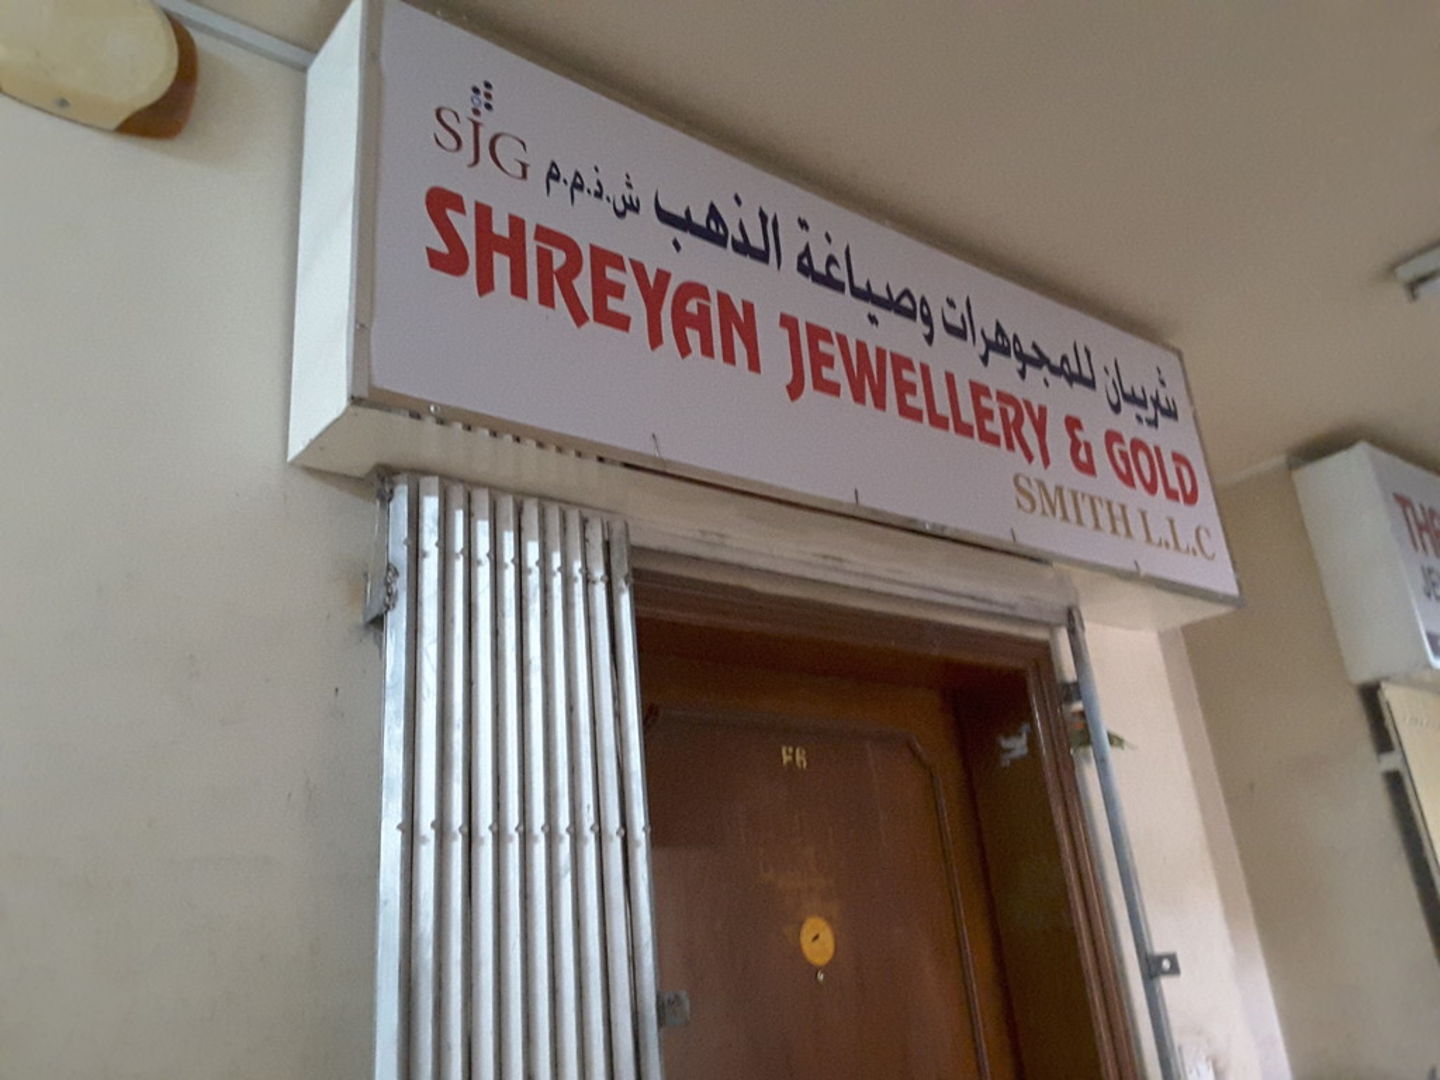 SJG
شريان للمجوهرات وصياغة الذهب ش.ذ.م.م
SHREYAN JEWELLERY & GOLD
SMITH L.L.C
F6